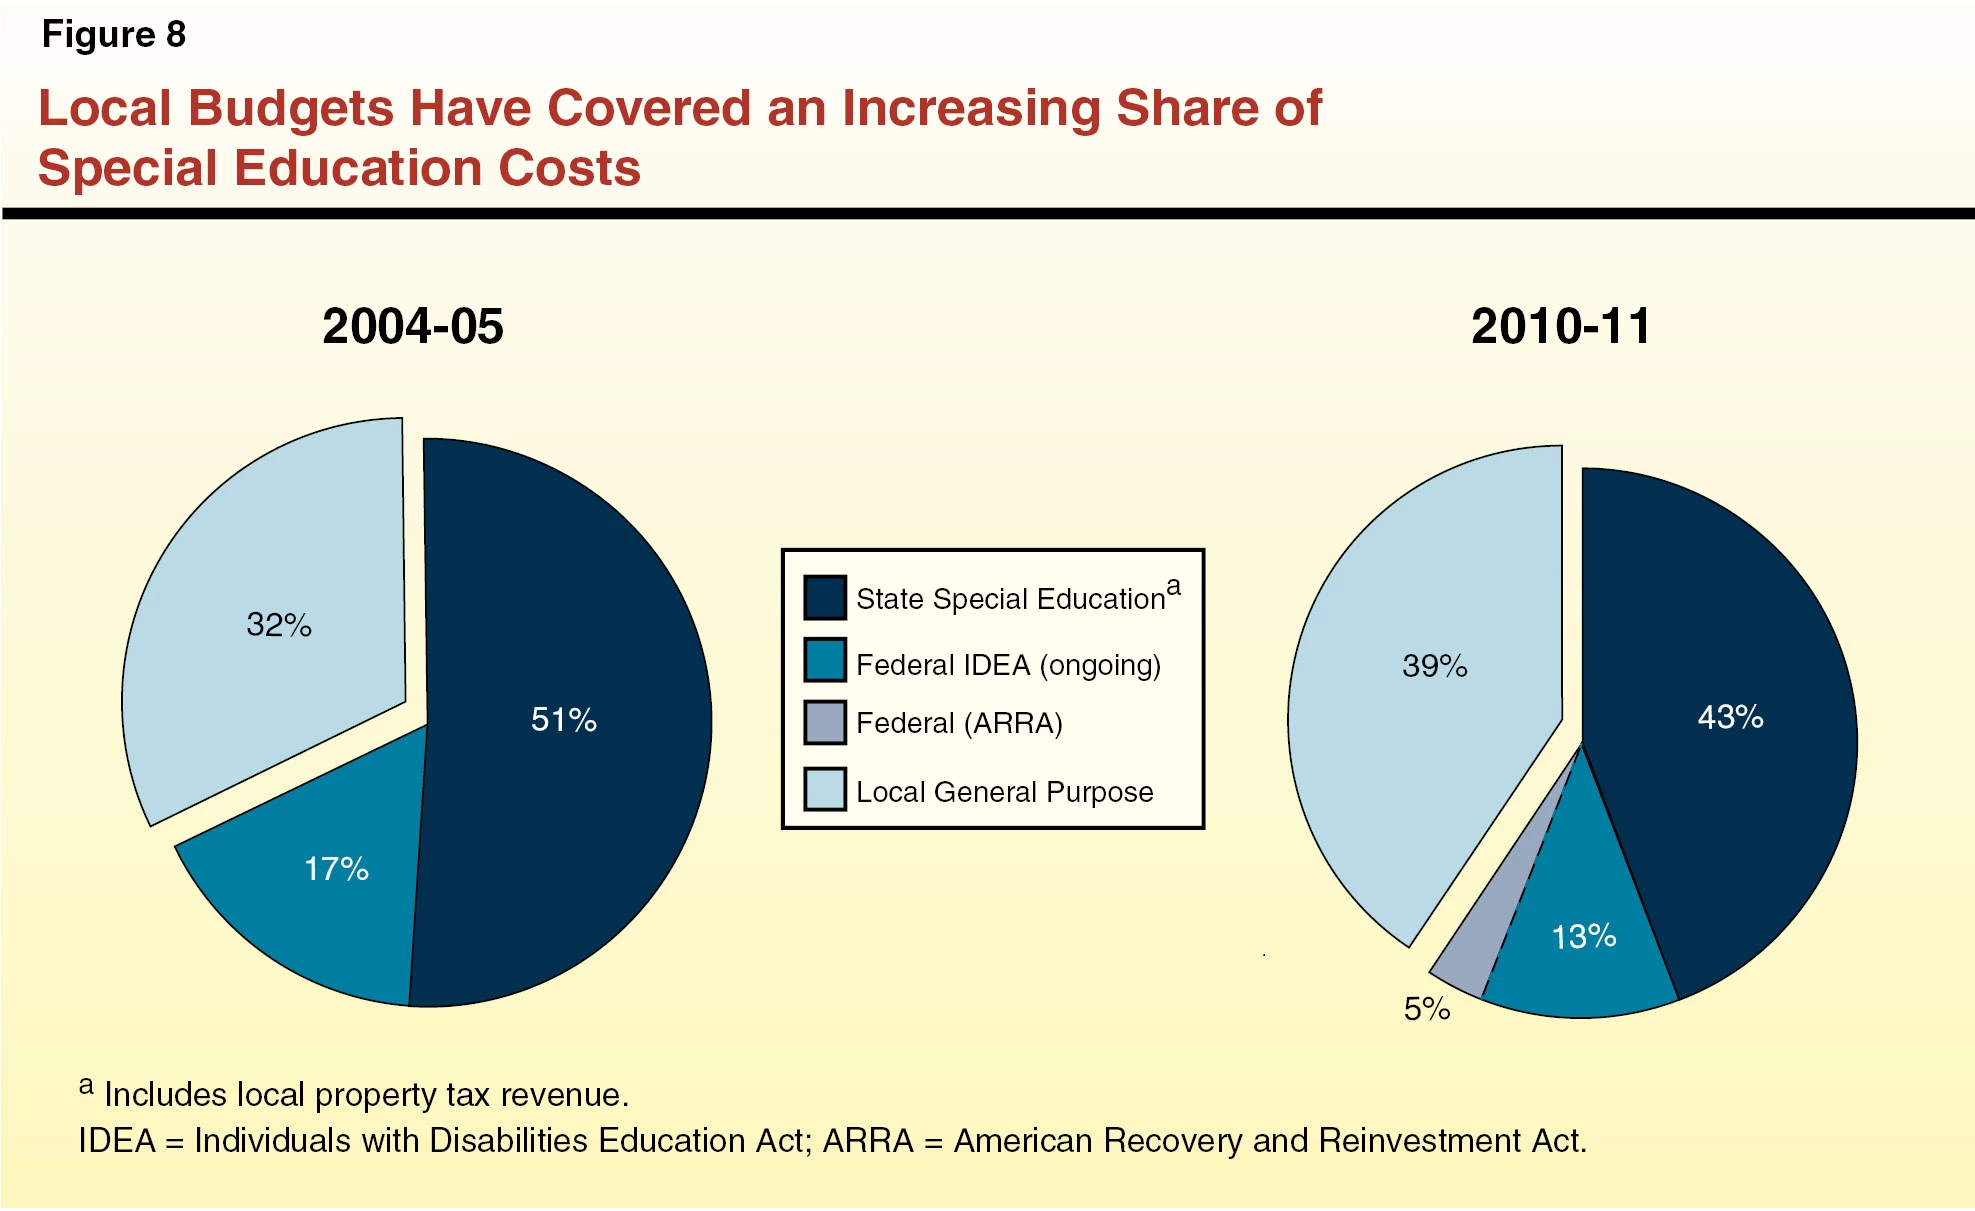 Figure 8
Local Budgets Have Covered an Increasing Share of
Special Education Costs
2004-05
2010-11
32%
51%
17%
State Special Educationᵃ
Federal IDEA (ongoing)
Federal (ARRA)
Local General Purpose
39%
43%
13%
5%
ᵃ Includes local property tax revenue.
IDEA = Individuals with Disabilities Education Act; ARRA = American Recovery and Reinvestment Act.